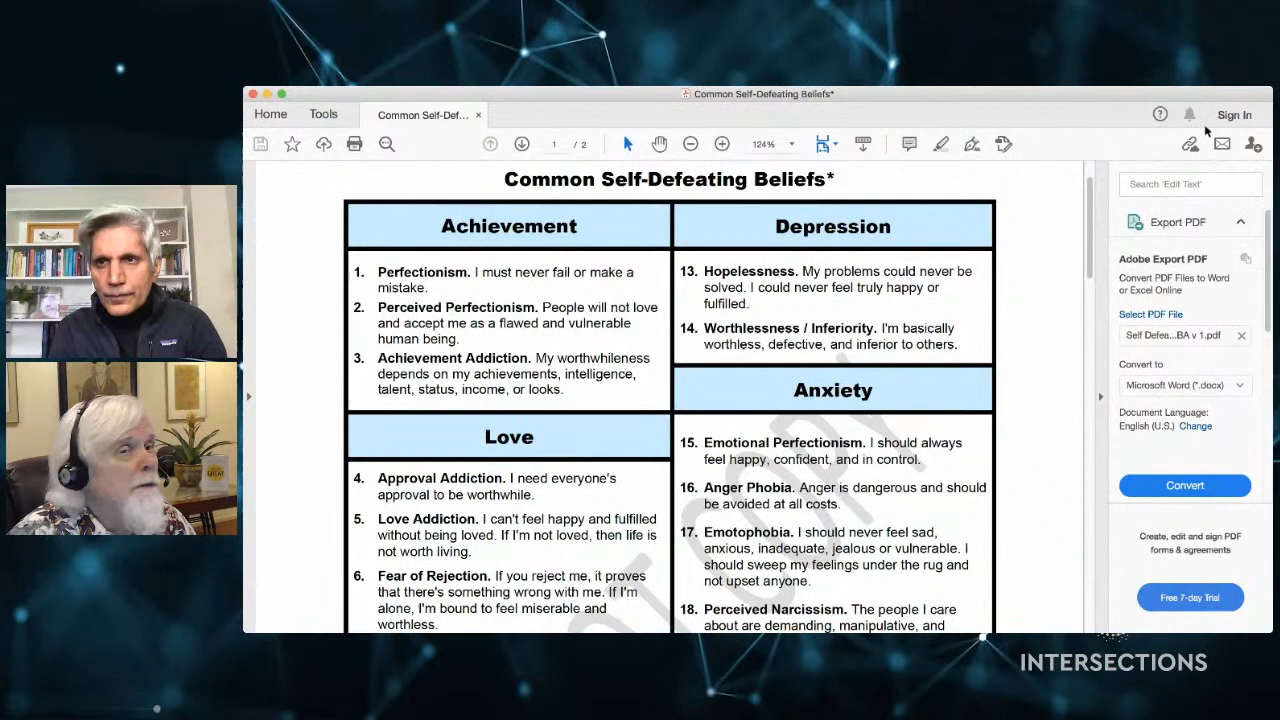 Common Self-Defeating Beliefs*
Home
Tools
Common Self-Def... ×
Sign In
1 / 2
124%
Common Self-Defeating Beliefs*
Achievement
1. Perfectionism. I must never fail or make a
mistake.
2. Perceived Perfectionism. People will not love
and accept me as a flawed and vulnerable
human being.
3. Achievement Addiction. My worthwhileness
depends on my achievements, intelligence,
talent, status, income, or looks.
Love
4. Approval Addiction. I need everyone's
approval to be worthwhile.
5. Love Addiction. I can't feel happy and fulfilled
without being loved. If I'm not loved, then life is
not worth living.
6. Fear of Rejection. If you reject me, it proves
that there's something wrong with me. If I'm
alone, I'm bound to feel miserable and
worthless.
Depression
13. Hopelessness. My problems could never be
solved. I could never feel truly happy or
fulfilled.
14. Worthlessness / Inferiority. I'm basically
worthless, defective, and inferior to others.
Anxiety
15. Emotional Perfectionism. I should always
feel happy, confident, and in control.
16. Anger Phobia. Anger is dangerous and should
be avoided at all costs.
17. Emotophobia. I should never feel sad,
anxious, inadequate, jealous or vulnerable. I
should sweep my feelings under the rug and
not upset anyone.
18. Perceived Narcissism. The people I care
about are demanding, manipulative, and
COPY
Search 'Edit Text'
Export PDF
Adobe Export PDF
Convert PDF Files to Word
or Excel Online
Select PDF File
Self Defea...BA v 1.pdf
Convert to
Microsoft Word (*.docx)
Document Language:
English (U.S.) Change
Convert
Create, edit and sign PDF
forms & agreements
Free 7-day Trial
GREAT
INTERSECTIONS